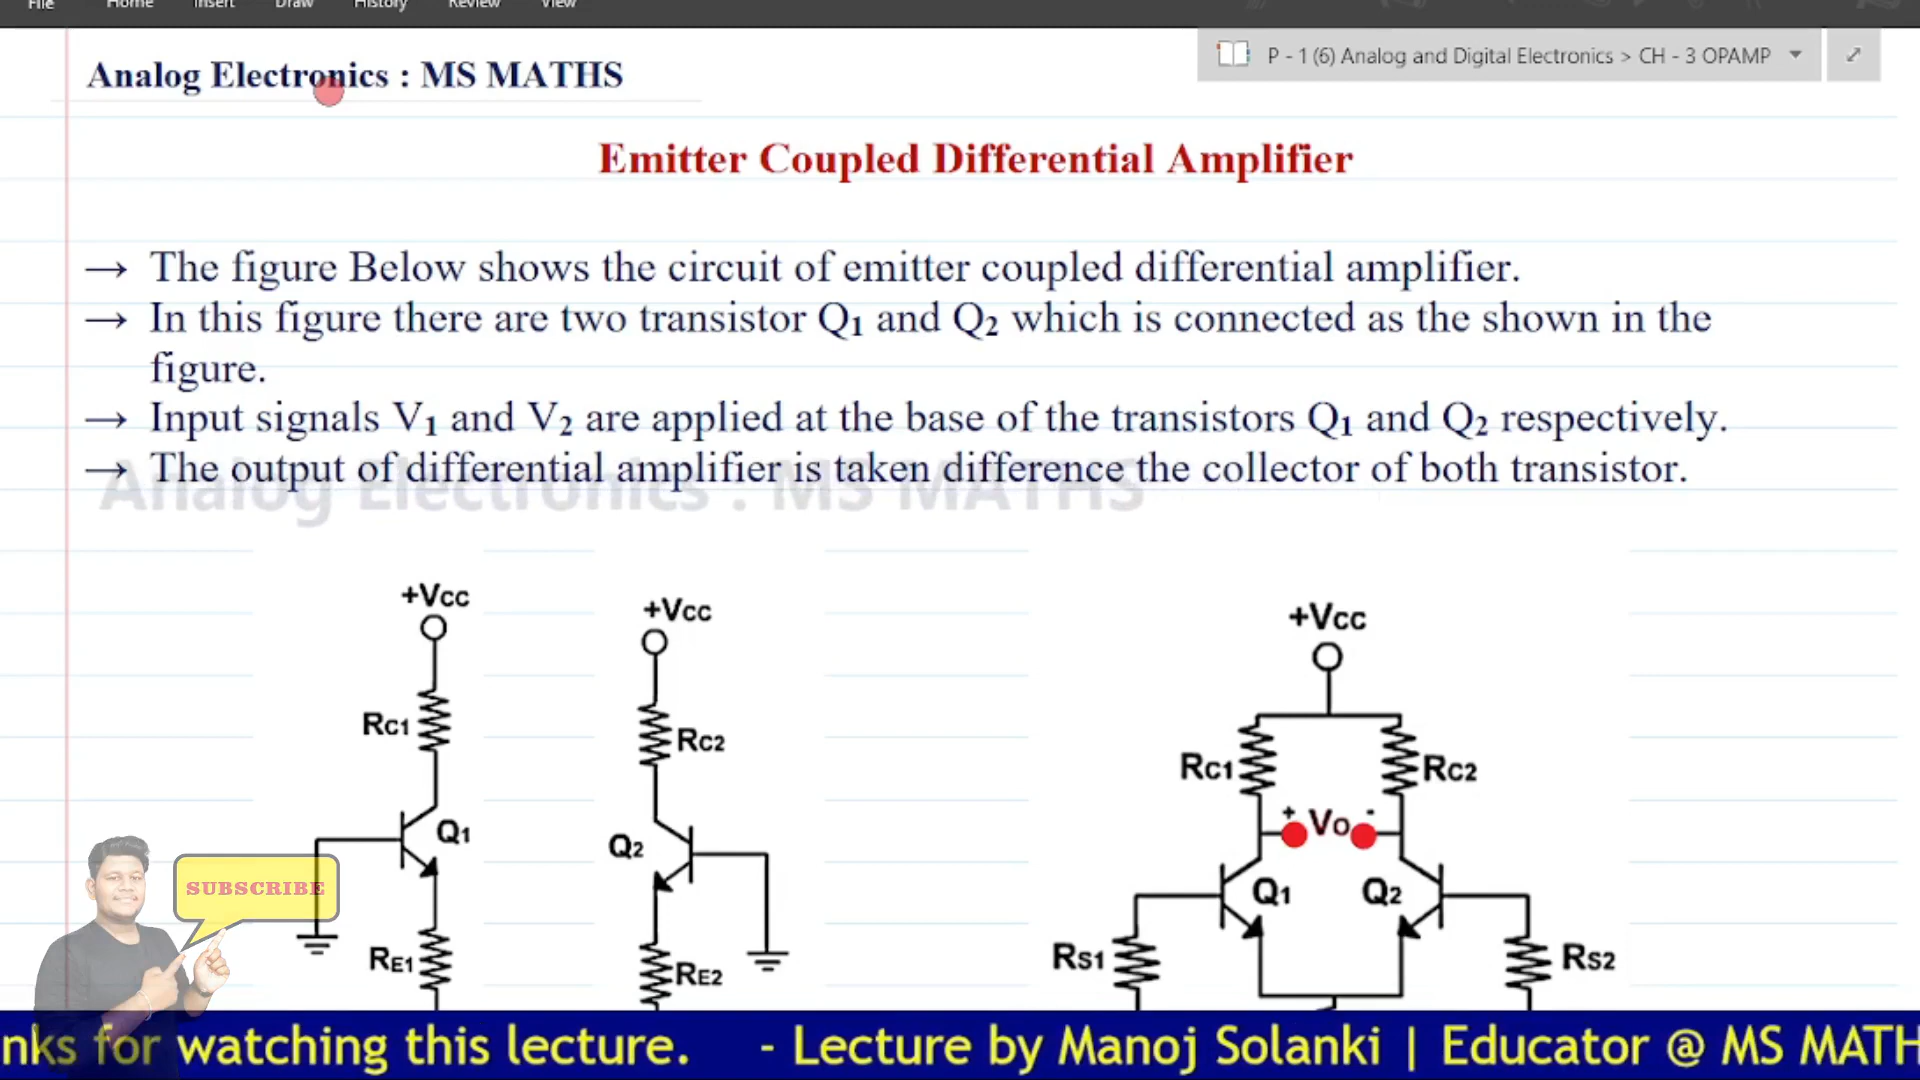 File Home Insert Draw History Review View
P - 1 (6) Analog and Digital Electronics > CH - 3 OPAMP
Analog Electronics : MS MATHS
Emitter Coupled Differential Amplifier
→ The figure Below shows the circuit of emitter coupled differential amplifier.
→ In this figure there are two transistor Q1 and Q2 which is connected as the shown in the
figure.
→ Input signals V1 and V2 are applied at the base of the transistors Q1 and Q2 respectively.
→ The output of differential amplifier is taken difference the collector of both transistor.
Analog Electronics : MS MATHS
+VCC
RC1
Q1
RE1
+VCC
RC2
Q2
RE2
+VCC
RC1
RC2
+ VO -
Q1
Q2
RS1
RS2
SUBSCRIBE
nks for watching this lecture. - Lecture by Manoj Solanki | Educator @ MS MATH